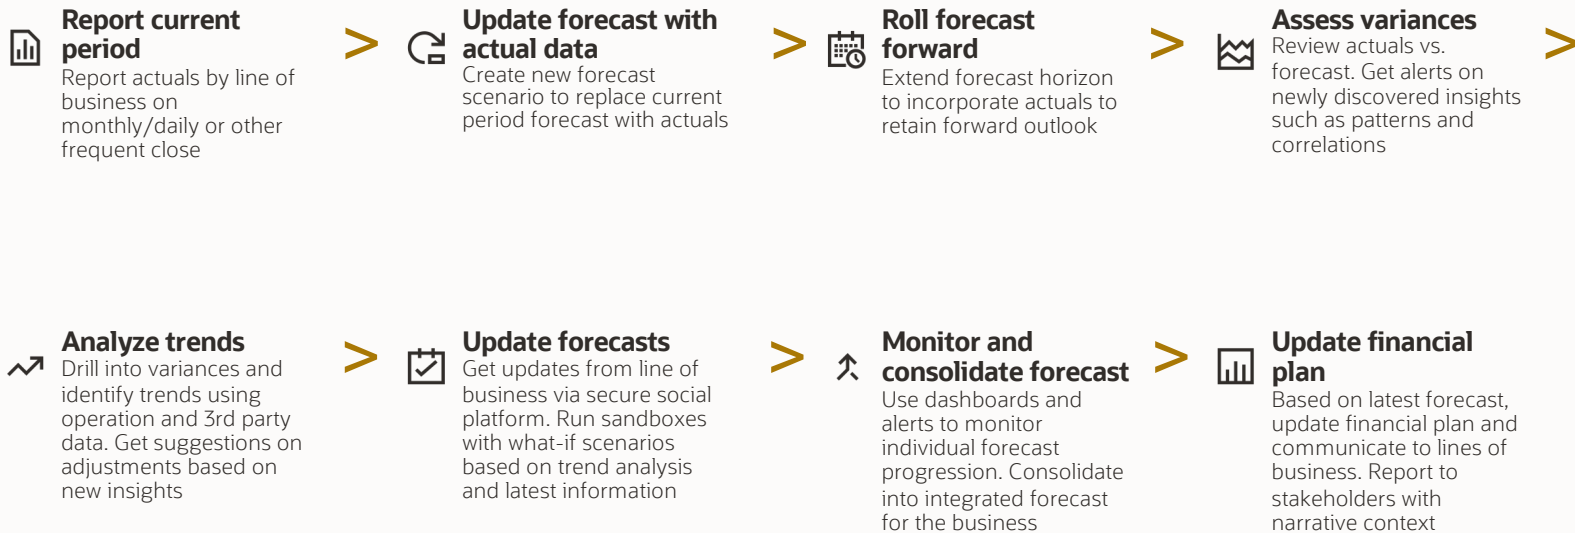 Report current
period
Report actuals by line of
business on
monthly/daily or other
frequent close
>
Update forecast with
actual data
Create new forecast
scenario to replace current
period forecast with actuals
>
Roll forecast
forward
Extend forecast horizon
to incorporate actuals to
retain forward outlook
>
Assess variances
Review actuals vs.
forecast. Get alerts on
newly discovered insights
such as patterns and
correlations
>
Analyze trends
Drill into variances and
identify trends using
operation and 3rd party
data. Get suggestions on
adjustments based on
new insights
>
Update forecasts
Get updates from line of
business via secure social
platform. Run sandboxes
with what-if scenarios
based on trend analysis
and latest information
>
Monitor and
consolidate forecast
Use dashboards and
alerts to monitor
individual forecast
progression. Consolidate
into integrated forecast
for the business
>
Update financial
plan
Based on latest forecast,
update financial plan and
communicate to lines of
business. Report to
stakeholders with
narrative context